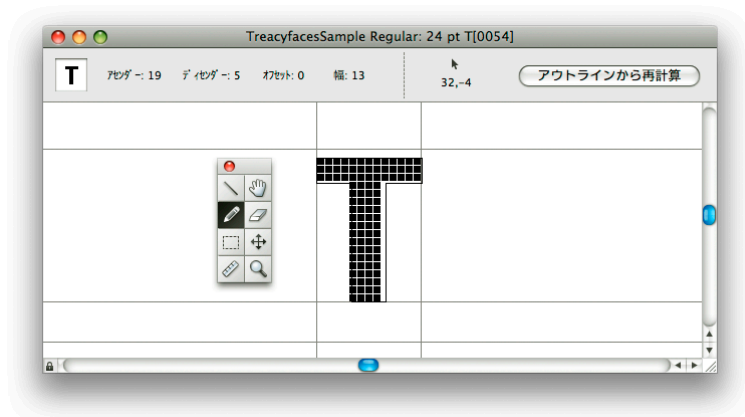 TreacyfacesSample Regular: 24 pt T[0054]
T ｱｾﾝﾀﾞｰ: 19 ﾃﾞｨｾﾝﾀﾞｰ: 5 ｵﾌｾｯﾄ: 0 幅: 13 32,-4 アウトラインから再計算
T